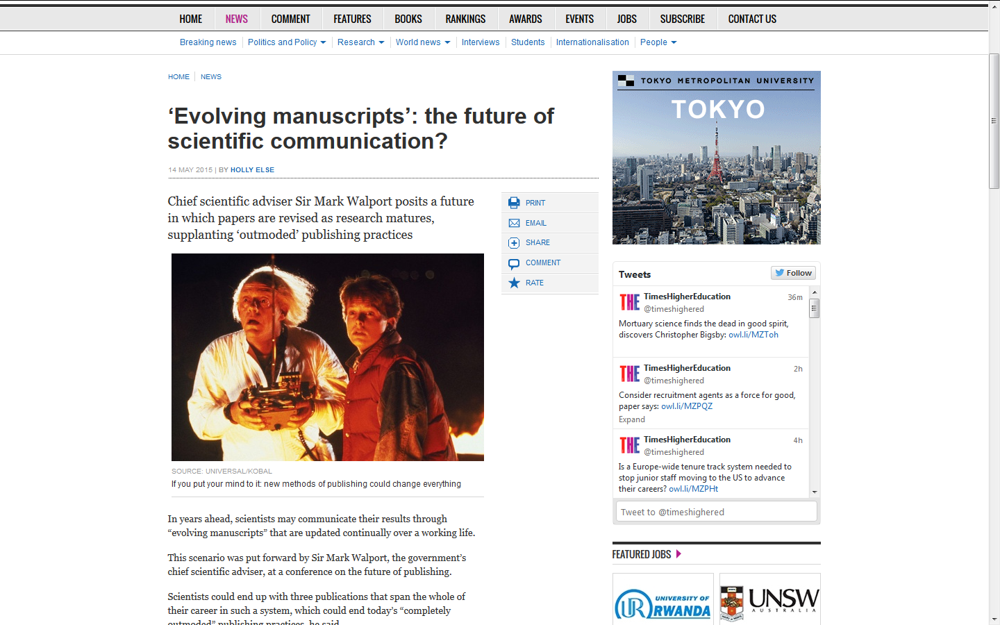 HOME NEWS COMMENT FEATURES BOOKS RANKINGS AWARDS EVENTS JOBS SUBSCRIBE CONTACT US
Breaking news Politics and Policy Research World news Interviews Students Internationalisation People
HOME NEWS
‘Evolving manuscripts’: the future of
scientific communication?
14 MAY 2015 | BY HOLLY ELSE
Chief scientific adviser Sir Mark Walport posits a future
in which papers are revised as research matures,
supplanting ‘outmoded’ publishing practices
PRINT
EMAIL
SHARE
COMMENT
RATE
SOURCE: UNIVERSAL/KOBAL
If you put your mind to it: new methods of publishing could change everything
In years ahead, scientists may communicate their results through
“evolving manuscripts” that are updated continually over a working life.
This scenario was put forward by Sir Mark Walport, the government’s
chief scientific adviser, at a conference on the future of publishing.
Scientists could end up with three publications that span the whole of
their career in such a system, which could end today’s “completely
outmoded” publishing practices, he said.
TOKYO METROPOLITAN UNIVERSITY
TOKYO
Tweets
Follow
THE TimesHigherEducation 36m
@timeshighered
Mortuary science finds the dead in good spirit,
discovers Christopher Bigsby: owl.li/MZToh
THE TimesHigherEducation 2h
@timeshighered
Consider recruitment agents as a force for good,
paper says: owl.li/MZPQZ
Expand
THE TimesHigherEducation 4h
@timeshighered
Is a Europe-wide tenure track system needed to
stop junior staff moving to the US to advance
their careers? owl.li/MZPHt
Tweet to @timeshighered
FEATURED JOBS
UR UNIVERSITY OF
RWANDA
UNSW
AUSTRALIA